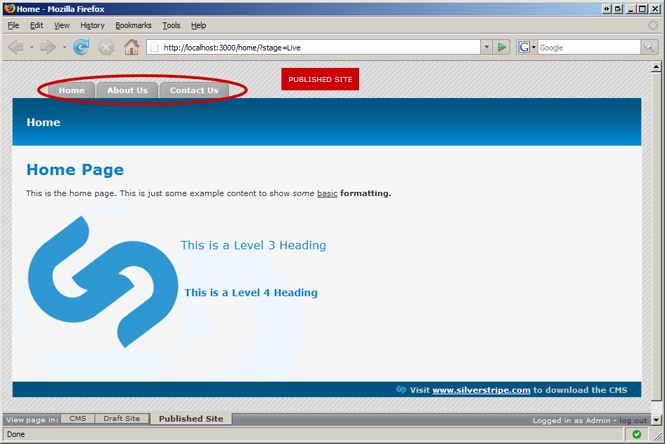 Home - Mozilla Firefox
File Edit View History Bookmarks Tools Help
http://localhost:3000/home/?stage=Live
G Google
PUBLISHED SITE
Home About Us Contact Us
Home
Home Page
This is the home page. This is just some example content to show some basic formatting.
This is a Level 3 Heading
This is a Level 4 Heading
Visit www.silverstripe.com to download the CMS
View page in: CMS Draft Site Published Site Logged in as Admin - log out
Done